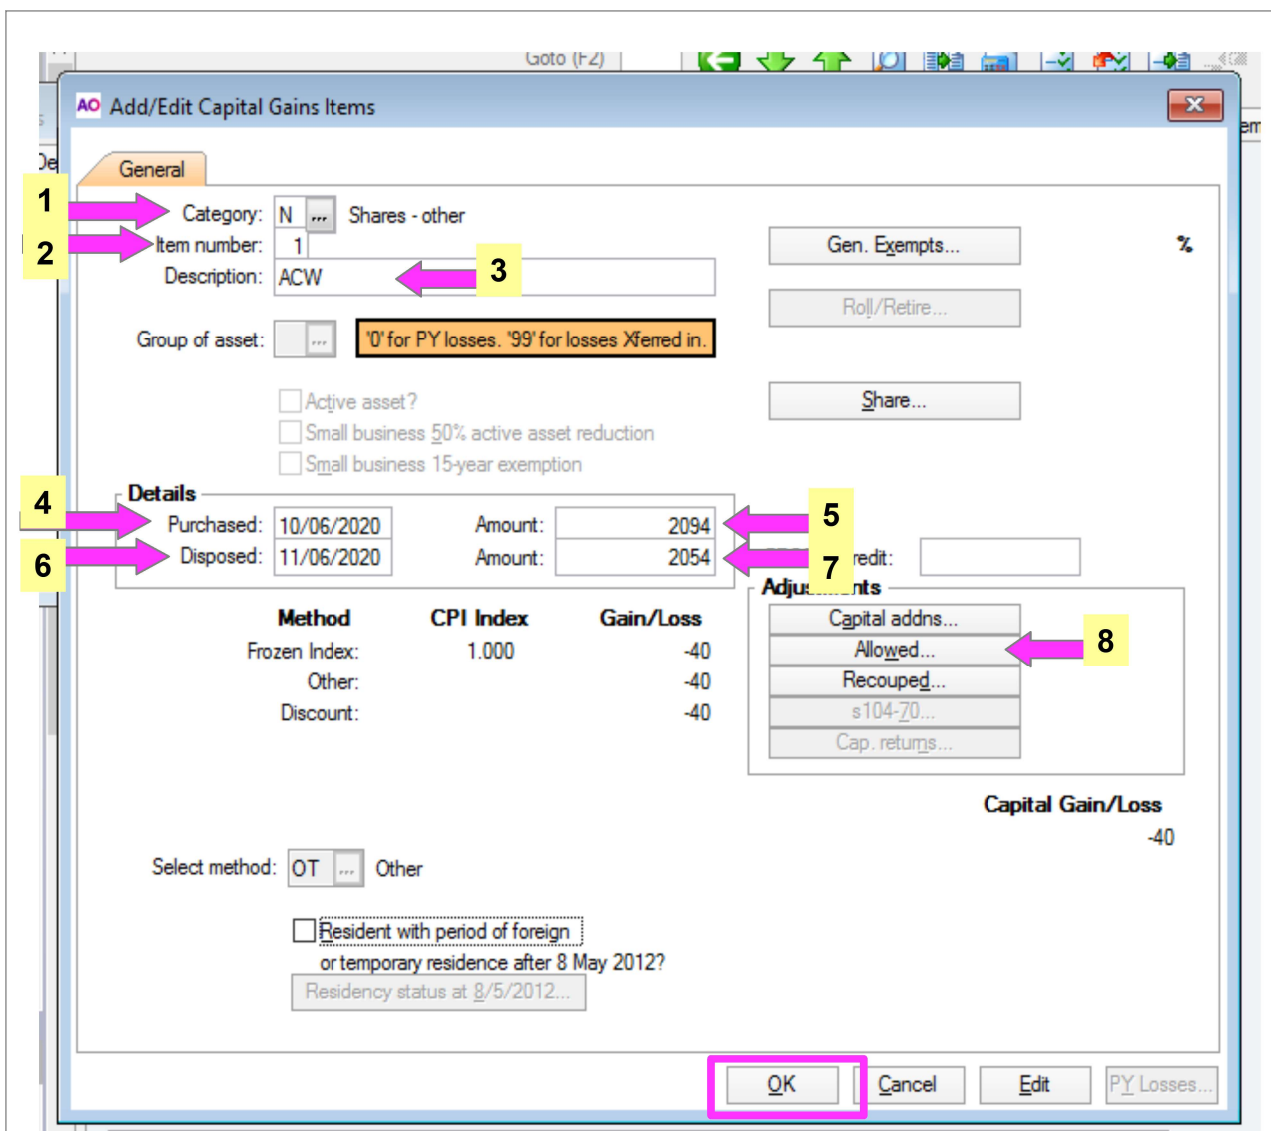 Goto (F2)
AO Add/Edit Capital Gains Items
em
De
General
1
Category: N ... Shares - other
2
Item number: 1
Gen. Exempts... %
Description: ACW
3
Roll/Retire...
Group of asset: ... '0' for PY losses. '99' for losses Xferred in.
Active asset?
Share...
Small business 50% active asset reduction
Small business 15-year exemption
Details
4
Purchased: 10/06/2020 Amount: 2094
5
6
Disposed: 11/06/2020 Amount: 2054
7
redit:
Adjustments
Method CPI Index Gain/Loss
Capital addns...
Frozen Index: 1.000 -40
Allowed...
8
Other: -40
Recouped...
Discount: -40
s104-70...
Cap. returns...
Capital Gain/Loss
-40
Select method: OT ... Other
Resident with period of foreign
or temporary residence after 8 May 2012?
Residency status at 8/5/2012...
OK Cancel Edit PY Losses...